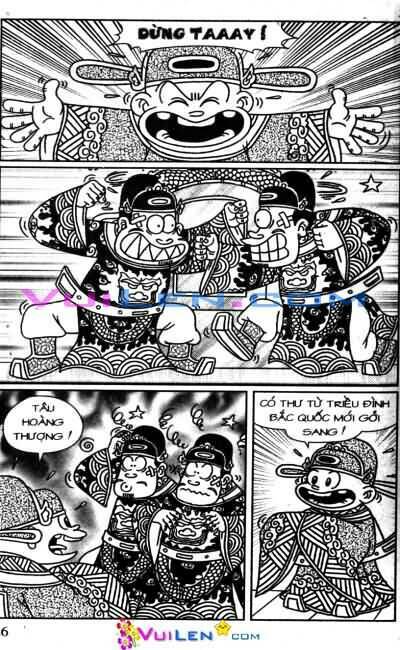 DỪNG TAAAY !
VUILEN.COM
TÂU
HOÀNG
THƯỢNG !
CÓ THƯ TỪ TRIỀU ĐÌNH
BẮC QUỐC MỚI GỞI
SANG !
6
VUILEN.COM